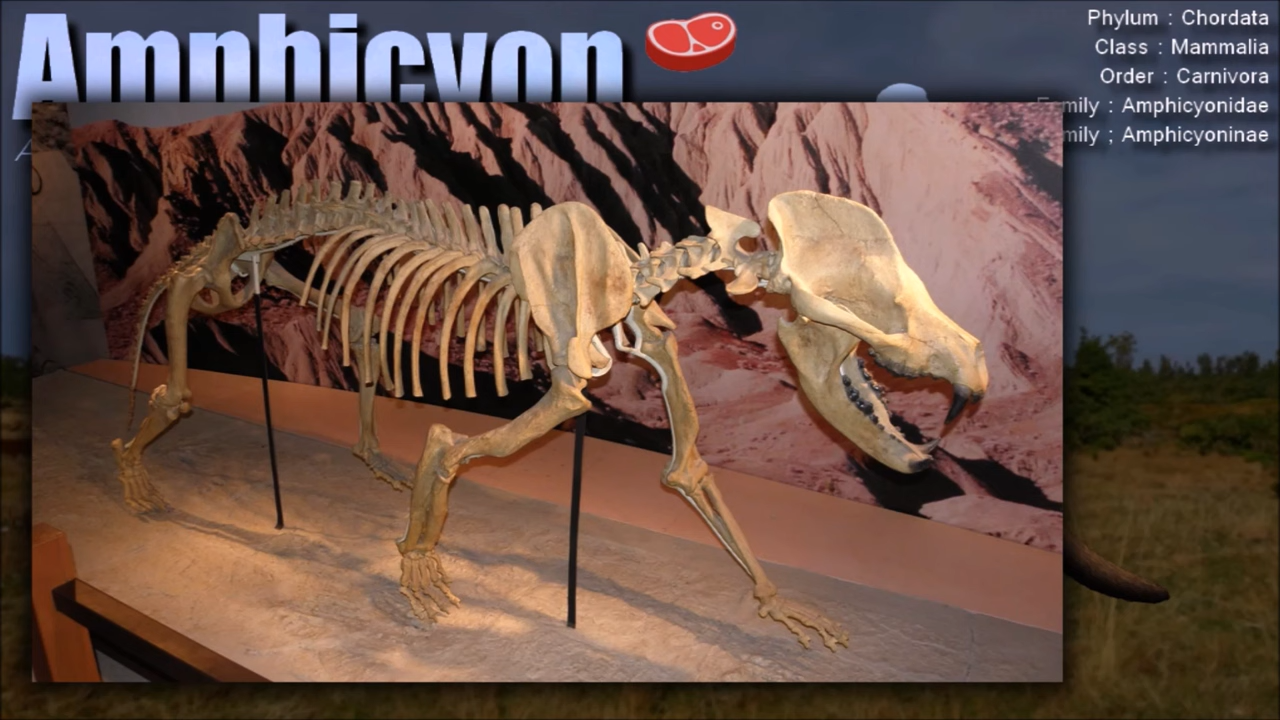 Amphicyon
Phylum : Chordata
Class : Mammalia
Order : Carnivora
Family : Amphicyonidae
mily ; Amphicyoninae